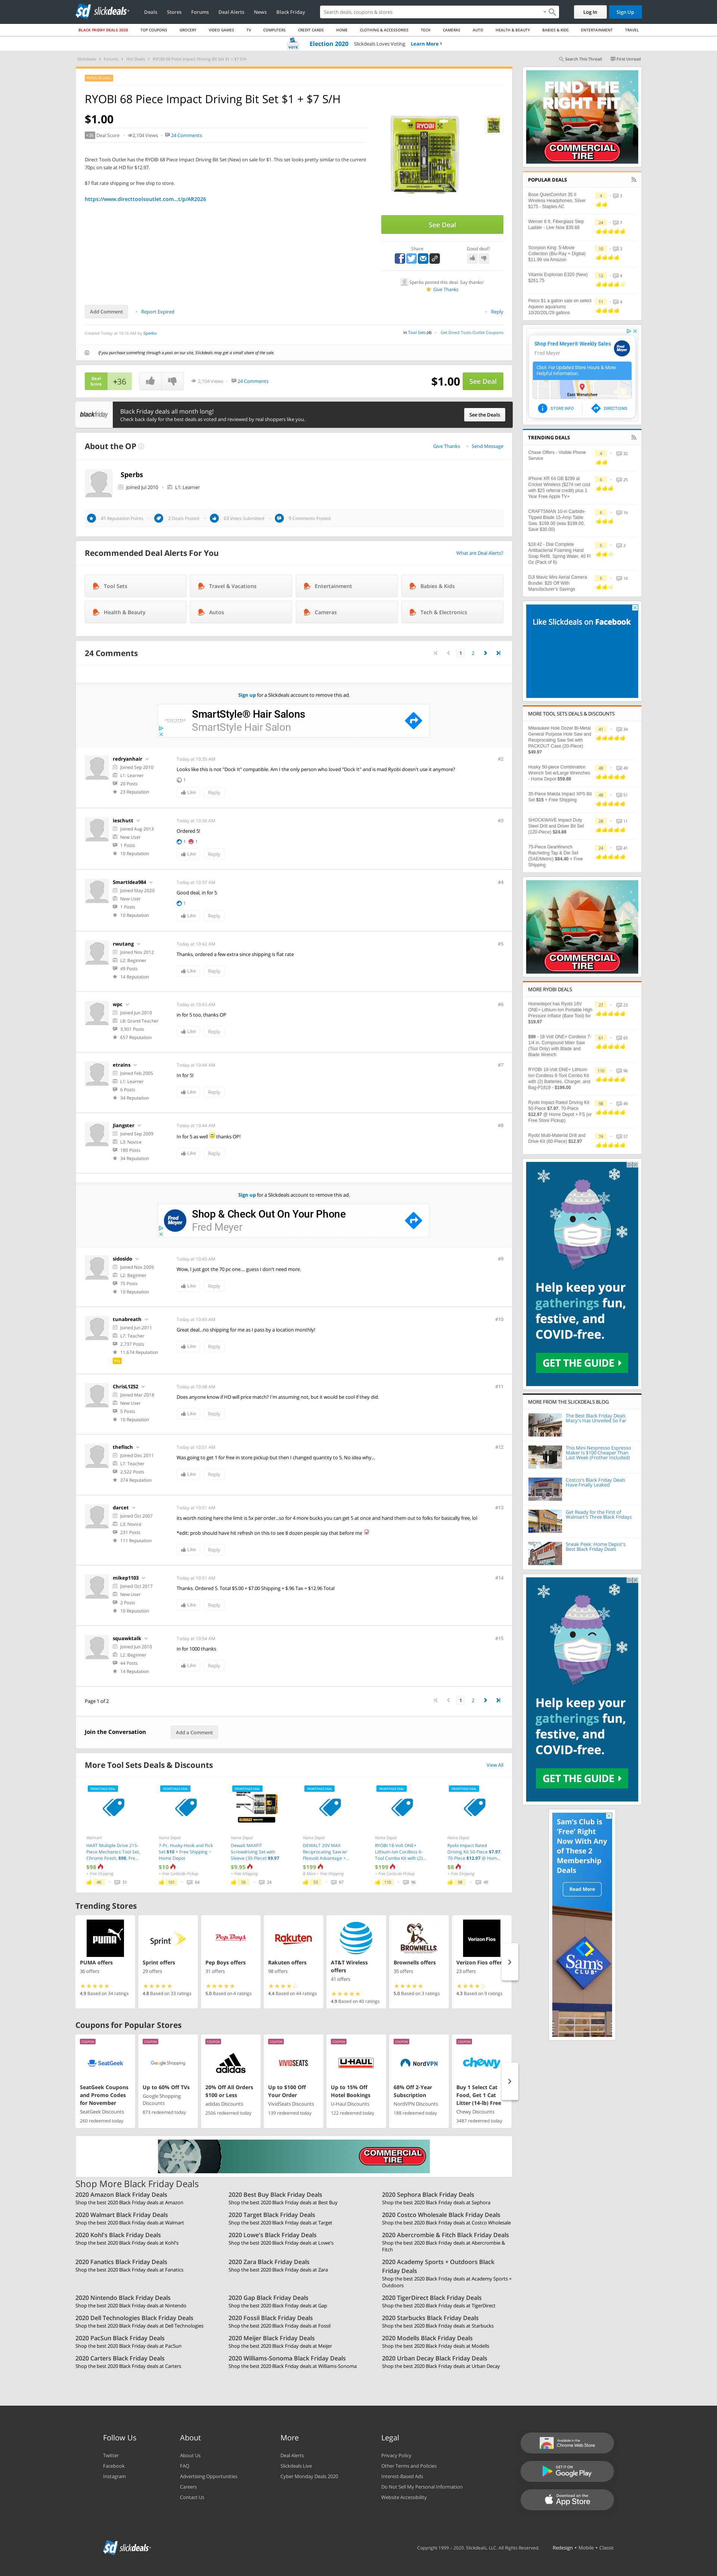 slickdeals
Deals Stores Forums Deal Alerts News Black Friday
Search deals, coupons & stores
Log In
Sign Up
BLACK FRIDAY DEALS 2020 TOP COUPONS GROCERY VIDEO GAMES TV COMPUTERS CREDIT CARDS HOME CLOTHING & ACCESSORIES TECH CAMERAS AUTO HEALTH & BEAUTY BABIES & KIDS ENTERTAINMENT TRAVEL
VOTE Election 2020 Slickdeals Loves Voting Learn More
Slickdeals Forums Hot Deals RYOBI 68 Piece Impact Driving Bit Set $1 + $7 S/H
Search This Thread First Unread
RYOBI 68 Piece Impact Driving Bit Set $1 + $7 S/H
$1.00
+36 Deal Score 2,104 Views 24 Comments
Direct Tools Outlet has the RYOBI 68 Piece Impact Driving Bit Set (New) on sale for $1. This set looks pretty similar to the current
70pc on sale at HD for $12.97.
$7 flat rate shipping or free ship to store.
https://www.directtoolsoutlet.com...t/p/AR2026
RYOBI
See Deal
Share
Good deal?
Sperbs posted this deal. Say thanks!
Give Thanks
Add Comment Report Expired Reply
Created Today at 10:16 AM by Sperbs
in Tool Sets (4) Get Direct Tools Outlet Coupons
If you purchase something through a post on our site, Slickdeals may get a small share of the sale.
Deal Score +36 2,104 Views 24 Comments $1.00 See Deal
blackfriday
Black Friday deals all month long!
Check back daily for the best deals as voted and reviewed by real shoppers like you.
See the Deals
About the OP
Give Thanks Send Message
Sperbs
Joined Jul 2010 L1: Learner
41 Reputation Points 2 Deals Posted 83 Votes Submitted 9 Comments Posted
Recommended Deal Alerts For You
What are Deal Alerts?
Tool Sets Travel & Vacations Entertainment Babies & Kids
Health & Beauty Autos Cameras Tech & Electronics
24 Comments
1 2
Sign up for a Slickdeals account to remove this ad.
SmartStyle® Hair Salons
SmartStyle Hair Salon
redryanhair
Joined Sep 2010
L1: Learner
20 Posts
23 Reputation
Today at 10:35 AM
#2
Looks like this is not "Dock It" compatible. Am I the only person who loved "Dock It" and is mad Ryobi doesn't use it anymore?
1
Like Reply
ieschutt
Joined Aug 2013
New User
1 Posts
10 Reputation
Today at 10:36 AM
#3
Ordered 5!
1 1
Like Reply
SmartIdea984
Joined May 2020
New User
1 Posts
10 Reputation
Today at 10:37 AM
#4
Good deal, in for 5
1
Like Reply
rwutang
Joined Nov 2012
L2: Beginner
49 Posts
14 Reputation
Today at 10:42 AM
#5
Thanks, ordered a few extra since shipping is flat rate
Like Reply
wpc
Joined Jun 2010
L8: Grand Teacher
3,001 Posts
657 Reputation
Today at 10:43 AM
#6
in for 5 too, thanks OP
Like Reply
etrains
Joined Feb 2005
L1: Learner
6 Posts
34 Reputation
Today at 10:44 AM
#7
In for 5!
Like Reply
Jiangster
Joined Sep 2009
L3: Novice
188 Posts
34 Reputation
Today at 10:44 AM
#8
In for 5 as well thanks OP!
Like Reply
Sign up for a Slickdeals account to remove this ad.
Fred Meyer
Shop & Check Out On Your Phone
Fred Meyer
sidosido
Joined Nov 2009
L2: Beginner
75 Posts
10 Reputation
Today at 10:45 AM
#9
Wow, I just got the 70 pc one.... guess I don't need more.
Like Reply
tunabreath
Joined Jun 2011
L7: Teacher
2,737 Posts
11,674 Reputation
Pro
Today at 10:45 AM
#10
Great deal...no shipping for me as I pass by a location monthly!
Like Reply
ChrisL1252
Joined Mar 2018
New User
5 Posts
10 Reputation
Today at 10:48 AM
#11
Does anyone know if HD will price match? I'm assuming not, but it would be cool if they did.
Like Reply
thefisch
Joined Dec 2011
L7: Teacher
2,522 Posts
374 Reputation
Today at 10:51 AM
#12
Was going to get 1 for free in store pickup but then I changed quantity to 5. No idea why...
Like Reply
darcet
Joined Oct 2007
L3: Novice
231 Posts
111 Reputation
Today at 10:51 AM
#13
its worth noting here the limit is 5x per order...so for 4 more bucks you can get 5 at once and hand them out to folks for basically free, lol
*edit: prob should have hit refresh on this to see 8 dozen people say that before me
Like Reply
mikep1103
Joined Oct 2017
New User
2 Posts
10 Reputation
Today at 10:51 AM
#14
Thanks. Ordered 5. Total $5.00 + $7.00 Shipping + $.96 Tax = $12.96 Total
Like Reply
squawktalk
Joined Jun 2010
L2: Beginner
44 Posts
14 Reputation
Today at 10:54 AM
#15
in for 1000 thanks
Like Reply
Page 1 of 2
1 2
Join the Conversation Add a Comment
More Tool Sets Deals & Discounts
View All
Walmart
HART Multiple Drive 215-Piece Mechanics Tool Set, Chrome Finish, $98, Fre...
$98
+ Free Shipping
46 51
Home Depot
7-Pc. Husky Hook and Pick Set $10 + Free Shipping ~ Home Depot
$10
+ Free Curbside Pickup
101 64
Home Depot
Dewalt MAXFIT Screwdriving Set with Sleeve (30-Piece) $9.97
$9.95
+ Free Shipping
56 24
Home Depot
DEWALT 20V MAX Reciprocating Saw w/ Flexvolt Advantage +...
$199
& More + Free Shipping
53 67
Home Depot
RYOBI 18-Volt ONE+ Lithium-Ion Cordless 6-Tool Combo Kit with (2)...
$199
+ Free Curbside Pickup
110 96
Home Depot
Ryobi Impact Rated Driving Kit 50-Piece $7.97, 70-Piece $12.97 @ Hom...
$8
+ Free Shipping
98 49
Trending Stores
PUMA offers
36 offers
4.9 Based on 34 ratings
Sprint offers
29 offers
4.8 Based on 33 ratings
Pep Boys offers
31 offers
5.0 Based on 4 ratings
Rakuten offers
98 offers
4.4 Based on 44 ratings
AT&T Wireless offers
41 offers
4.9 Based on 40 ratings
Brownells offers
35 offers
5.0 Based on 3 ratings
Verizon Fios offers
23 offers
4.3 Based on 9 ratings
Coupons for Popular Stores
COUPON
SeatGeek
SeatGeek Coupons and Promo Codes for November
SeatGeek Discounts
260 redeemed today
COUPON
Google Shopping
Up to 60% Off TVs
Google Shopping Discounts
873 redeemed today
COUPON
adidas
20% Off All Orders $100 or Less
adidas Discounts
2506 redeemed today
COUPON
VIVIDSEATS
Up to $100 Off Your Order
VividSeats Discounts
139 redeemed today
COUPON
U-HAUL
Up to 15% Off Hotel Bookings
U-Haul Discounts
122 redeemed today
COUPON
NordVPN
68% Off 2-Year Subscription
NordVPN Discounts
188 redeemed today
COUPON
chewy
Buy 1 Select Cat Food, Get 1 Cat Litter (14-lb) Free
Chewy Discounts
3487 redeemed today
COMMERCIAL TIRE
Shop More Black Friday Deals
2020 Amazon Black Friday Deals
Shop the best 2020 Black Friday deals at Amazon
2020 Best Buy Black Friday Deals
Shop the best 2020 Black Friday deals at Best Buy
2020 Sephora Black Friday Deals
Shop the best 2020 Black Friday deals at Sephora
2020 Walmart Black Friday Deals
Shop the best 2020 Black Friday deals at Walmart
2020 Target Black Friday Deals
Shop the best 2020 Black Friday deals at Target
2020 Costco Wholesale Black Friday Deals
Shop the best 2020 Black Friday deals at Costco Wholesale
2020 Kohl's Black Friday Deals
Shop the best 2020 Black Friday deals at Kohl's
2020 Lowe's Black Friday Deals
Shop the best 2020 Black Friday deals at Lowe's
2020 Abercrombie & Fitch Black Friday Deals
Shop the best 2020 Black Friday deals at Abercrombie & Fitch
2020 Fanatics Black Friday Deals
Shop the best 2020 Black Friday deals at Fanatics
2020 Zara Black Friday Deals
Shop the best 2020 Black Friday deals at Zara
2020 Academy Sports + Outdoors Black Friday Deals
Shop the best 2020 Black Friday deals at Academy Sports + Outdoors
2020 Nintendo Black Friday Deals
Shop the best 2020 Black Friday deals at Nintendo
2020 Gap Black Friday Deals
Shop the best 2020 Black Friday deals at Gap
2020 TigerDirect Black Friday Deals
Shop the best 2020 Black Friday deals at TigerDirect
2020 Dell Technologies Black Friday Deals
Shop the best 2020 Black Friday deals at Dell Technologies
2020 Fossil Black Friday Deals
Shop the best 2020 Black Friday deals at Fossil
2020 Starbucks Black Friday Deals
Shop the best 2020 Black Friday deals at Starbucks
2020 PacSun Black Friday Deals
Shop the best 2020 Black Friday deals at PacSun
2020 Meijer Black Friday Deals
Shop the best 2020 Black Friday deals at Meijer
2020 Modells Black Friday Deals
Shop the best 2020 Black Friday deals at Modells
2020 Carters Black Friday Deals
Shop the best 2020 Black Friday deals at Carters
2020 Williams-Sonoma Black Friday Deals
Shop the best 2020 Black Friday deals at Williams-Sonoma
2020 Urban Decay Black Friday Deals
Shop the best 2020 Black Friday deals at Urban Decay
FIND THE RIGHT FIT
COMMERCIAL TIRE
POPULAR DEALS
Bose QuietComfort 35 II Wireless Headphones, Silver $175 - Staples AC
Werner 6 ft. Fiberglass Step Ladder - Live Now $39.88
Scorpion King: 5-Movie Collection (Blu-Ray + Digital) $11.99 via Amazon
Vitamix Explorian E320 (New) $261.75
Petco $1 a gallon sale on select Aqueon aquariums 10/20/20L/29 gallons
Shop Fred Meyer® Weekly Sales
Fred Meyer
Click For Updated Store Hours & More Helpful Information
East Wenatchee
STORE INFO DIRECTIONS
TRENDING DEALS
Chase Offers - Visible Phone Service
iPhone XR 64 GB $299 at Cricket Wireless ($274 net cost with $25 referral credit) plus 1 Year Free Apple TV+
CRAFTSMAN 10-in Carbide-Tipped Blade 15-Amp Table Saw, $169.00 (was $199.00, Save $30.00)
$18.42 - Dial Complete Antibacterial Foaming Hand Soap Refill, Spring Water, 40 Fl Oz (Pack of 6)
DJI Mavic Mini Aerial Camera Bundle: $20 Off With Manufacturer's Savings
Like Slickdeals on Facebook
MORE TOOL SETS DEALS & DISCOUNTS
Milwaukee Hole Dozer Bi-Metal General Purpose Hole Saw and Reciprocating Saw Set with PACKOUT Case (20-Piece) $49.97
Husky 50-piece Combination Wrench Set w/Large Wrenches - Home Depot $59.88
35-Piece Makita Impact XPS Bit Set $15 + Free Shipping
SHOCKWAVE Impact Duty Steel Drill and Driver Bit Set (120-Piece) $24.88
75-Piece GearWrench Ratcheting Tap & Die Set (SAE/Metric) $84.40 + Free Shipping
COMMERCIAL TIRE
MORE RYOBI DEALS
Homedepot has Ryobi 18V ONE+ Lithium-Ion Portable High Pressure Inflator (Bare Tool) for $19.97
$99 - 18-Volt ONE+ Cordless 7-1/4 in. Compound Miter Saw (Tool Only) with Blade and Blade Wrench
RYOBI 18-Volt ONE+ Lithium-Ion Cordless 6-Tool Combo Kit with (2) Batteries, Charger, and Bag-P1819 - $199.00
Ryobi Impact Rated Driving Kit 50-Piece $7.97, 70-Piece $12.97 @ Home Depot + FS (or Free Store Pickup)
Ryobi Multi-Material Drill and Drive Kit (60-Piece) $12.97
Help keep your gatherings fun, festive, and COVID-free.
GET THE GUIDE
MORE FROM THE SLICKDEALS BLOG
The Best Black Friday Deals Macy's Has Unveiled So Far
This Mini Nespresso Espresso Maker Is $100 Cheaper Than Last Week (Frother Included!)
Costco's Black Friday Deals Have Finally Leaked
Get Ready for the First of Walmart's Three Black Fridays
Sneak Peek: Home Depot's Best Black Friday Deals
Help keep your gatherings fun, festive, and COVID-free.
GET THE GUIDE
Sam's Club is 'Free' Right Now With Any of These 2 Membership Deals
Read More
Sam's CLUB
Follow Us
Twitter
Facebook
Instagram
About
About Us
FAQ
Advertising Opportunities
Careers
Contact Us
More
Deal Alerts
Slickdeals Live
Cyber Monday Deals 2020
Legal
Privacy Policy
Other Terms and Policies
Interest-Based Ads
Do Not Sell My Personal Information
Website Accessibility
Available in the Chrome Web Store
GET IT ON Google Play
Download on the App Store
slickdeals
Copyright 1999 - 2020. Slickdeals, LLC. All Rights Reserved. Redesign • Mobile • Classic